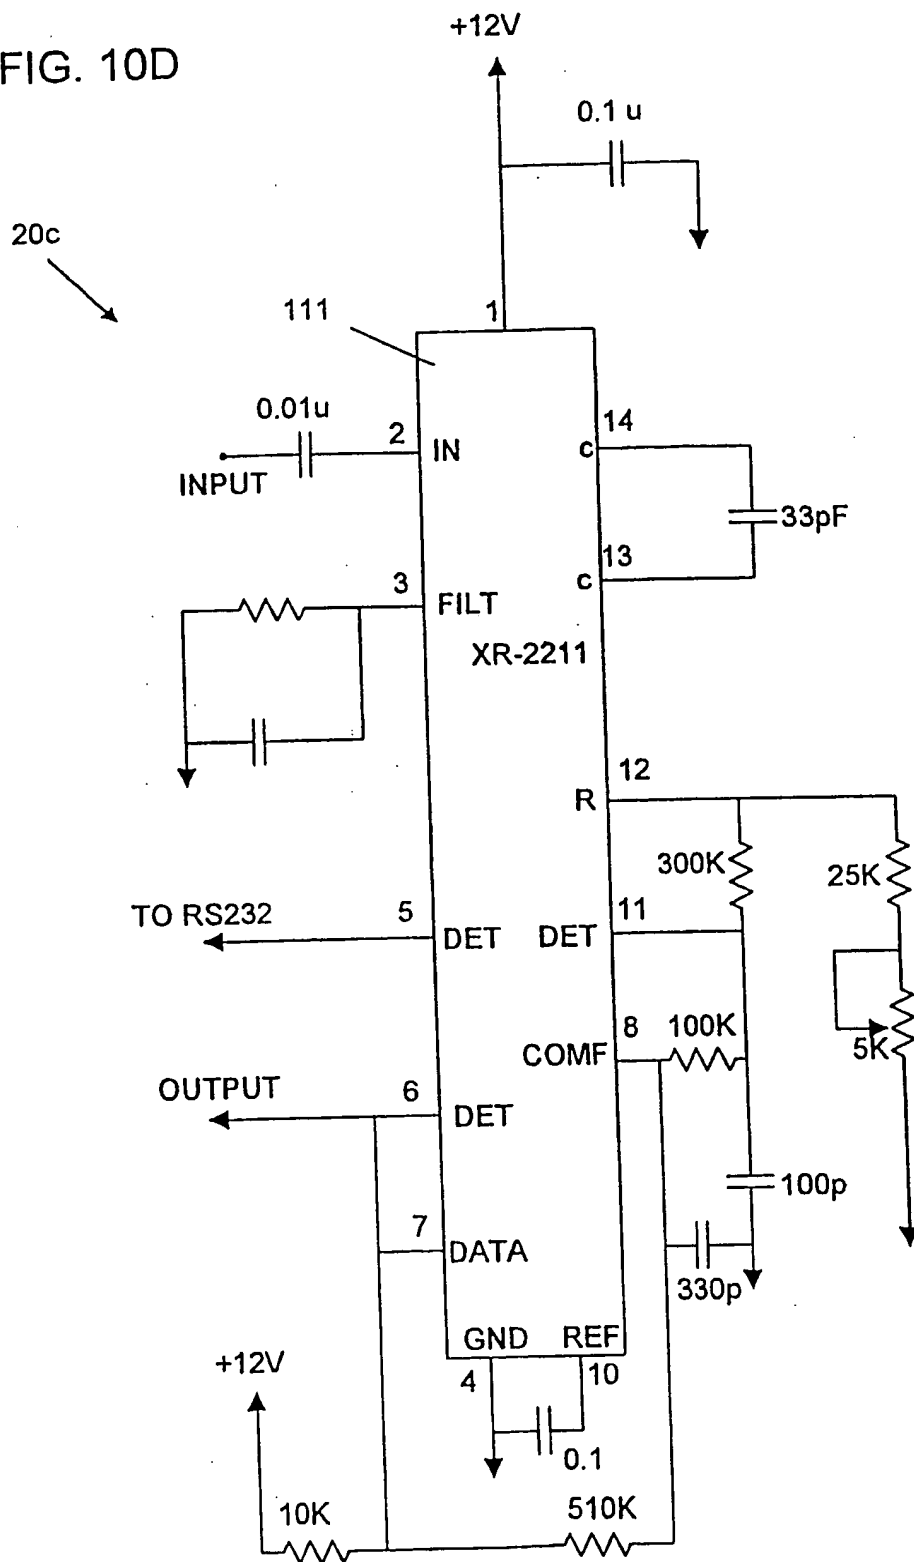 +12V
FIG. 10D
0.1 u
20c
111
1
0.01u
2
IN
14
c
INPUT
33pF
13
c
3
FILT
XR-2211
12
R
300K
25K
TO RS232
5
DET
11
DET
8
100K
COMF
5K
OUTPUT
6
DET
100p
7
DATA
330p
GND
REF
+12V
4
10
0.1
10K
510K